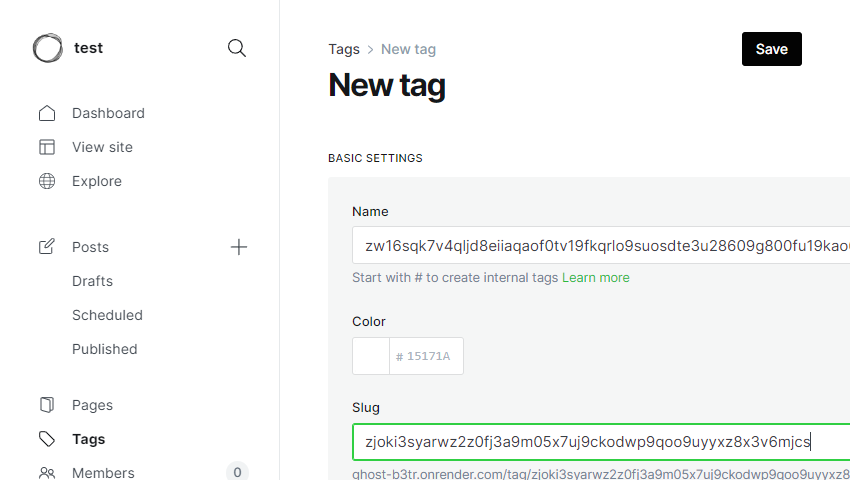 test
Dashboard
View site
Explore
Posts
Drafts
Scheduled
Published
Pages
Tags
Members 0
Tags > New tag
Save
New tag
BASIC SETTINGS
Name
zw16sqk7v4qljd8eiiaqaof0tv19fkqrlo9suosdte3u28609g800fu19kao
Start with # to create internal tags Learn more
Color
# 15171A
Slug
zjoki3syarwz2z0fj3a9m05x7uj9ckodwp9qoo9uyyxz8x3v6mjcs
ghost-b3tr.onrender.com/tag/zjoki3syarwz2z0fj3a9m05x7uj9ckodwp9qoo9uyyxz8